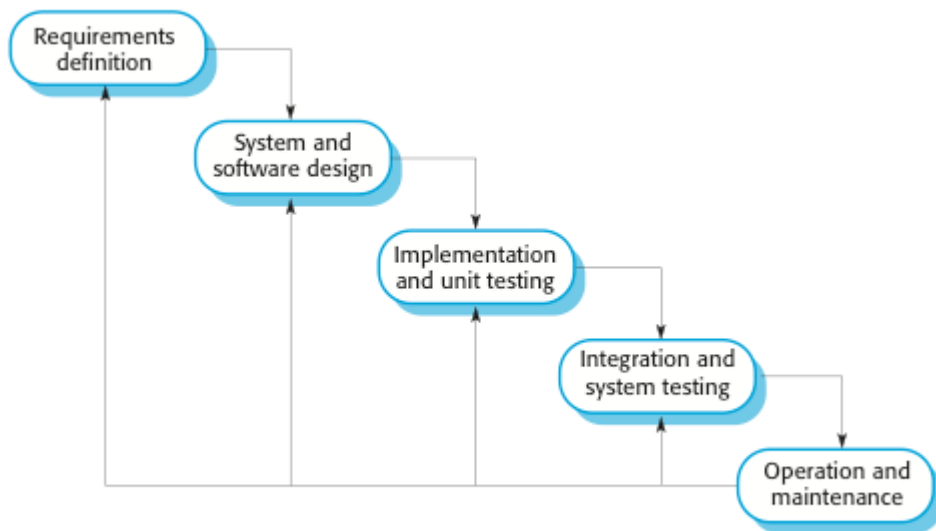 Requirements
definition
System and
software design
Implementation
and unit testing
Integration and
system testing
Operation and
maintenance